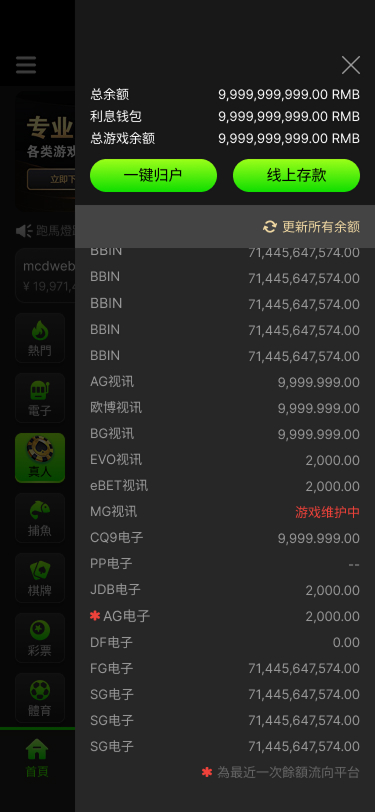 总余额 9,999,999,999.00 RMB
利息钱包 9,999,999,999.00 RMB
总游戏余额 9,999,999,999.00 RMB
一键归户 线上存款
更新所有余额
BBIN 71,445,647,574.00
BBIN 71,445,647,574.00
BBIN 71,445,647,574.00
BBIN 71,445,647,574.00
BBIN 71,445,647,574.00
AG视讯 9,999.999.00
欧博视讯 9,999.999.00
BG视讯 9,999.999.00
EVO视讯 2,000.00
eBET视讯 2,000.00
MG视讯 游戏维护中
CQ9电子 9,999.999.00
PP电子 --
JDB电子 2,000.00
✱ AG电子 2,000.00
DF电子 0.00
FG电子 71,445,647,574.00
SG电子 71,445,647,574.00
SG电子 71,445,647,574.00
SG电子 71,445,647,574.00
✱ 為最近一次餘額流向平台
专业
各类游戏
立即下
跑馬燈
mcdweb
¥ 19,971,4
熱門
電子
真人
捕魚
棋牌
彩票
體育
首頁